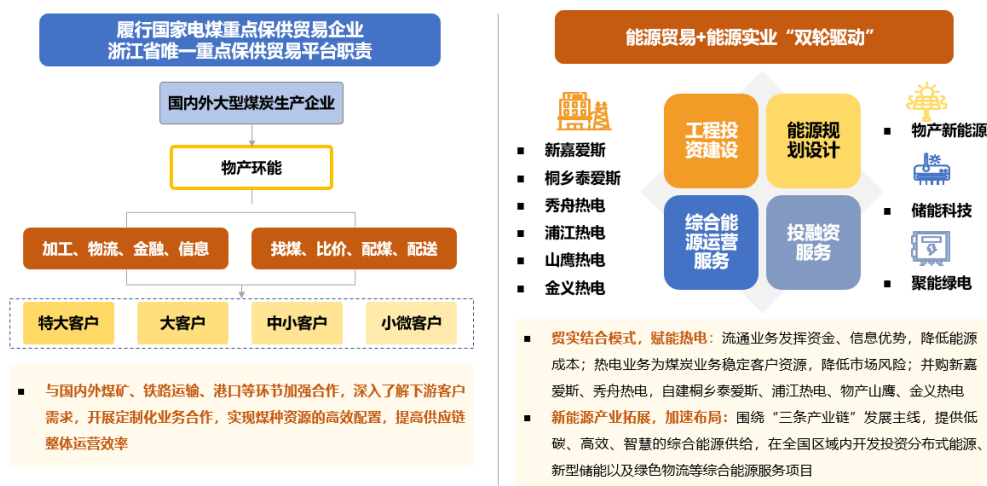 履行国家电煤重点保供贸易企业
浙江省唯一重点保供贸易平台职责
国内外大型煤炭生产企业
物产环能
加工、物流、金融、信息
找煤、比价、配煤、配送
特大客户
大客户
中小客户
小微客户
▪ 与国内外煤矿、铁路运输、港口等环节加强合作，深入了解下游客户
需求，开展定制化业务合作，实现煤种资源的高效配置，提高供应链
整体运营效率
能源贸易+能源实业“双轮驱动”
▪ 新嘉爱斯
▪ 桐乡泰爱斯
▪ 秀舟热电
▪ 浦江热电
▪ 山鹰热电
▪ 金义热电
工程投
资建设
能源规
划设计
综合能
源运营
服务
投融资
服务
▪ 物产新能源
▪ 储能科技
▪ 聚能绿电
▪ 贸实结合模式，赋能热电：流通业务发挥资金、信息优势，降低能源
成本；热电业务为煤炭业务稳定客户资源，降低市场风险；并购新嘉
爱斯、秀舟热电，自建桐乡泰爱斯、浦江热电、物产山鹰、金义热电
▪ 新能源产业拓展，加速布局：围绕“三条产业链”发展主线，提供低
碳、高效、智慧的综合能源供给，在全国区域内开发投资分布式能源、
新型储能以及绿色物流等综合能源服务项目